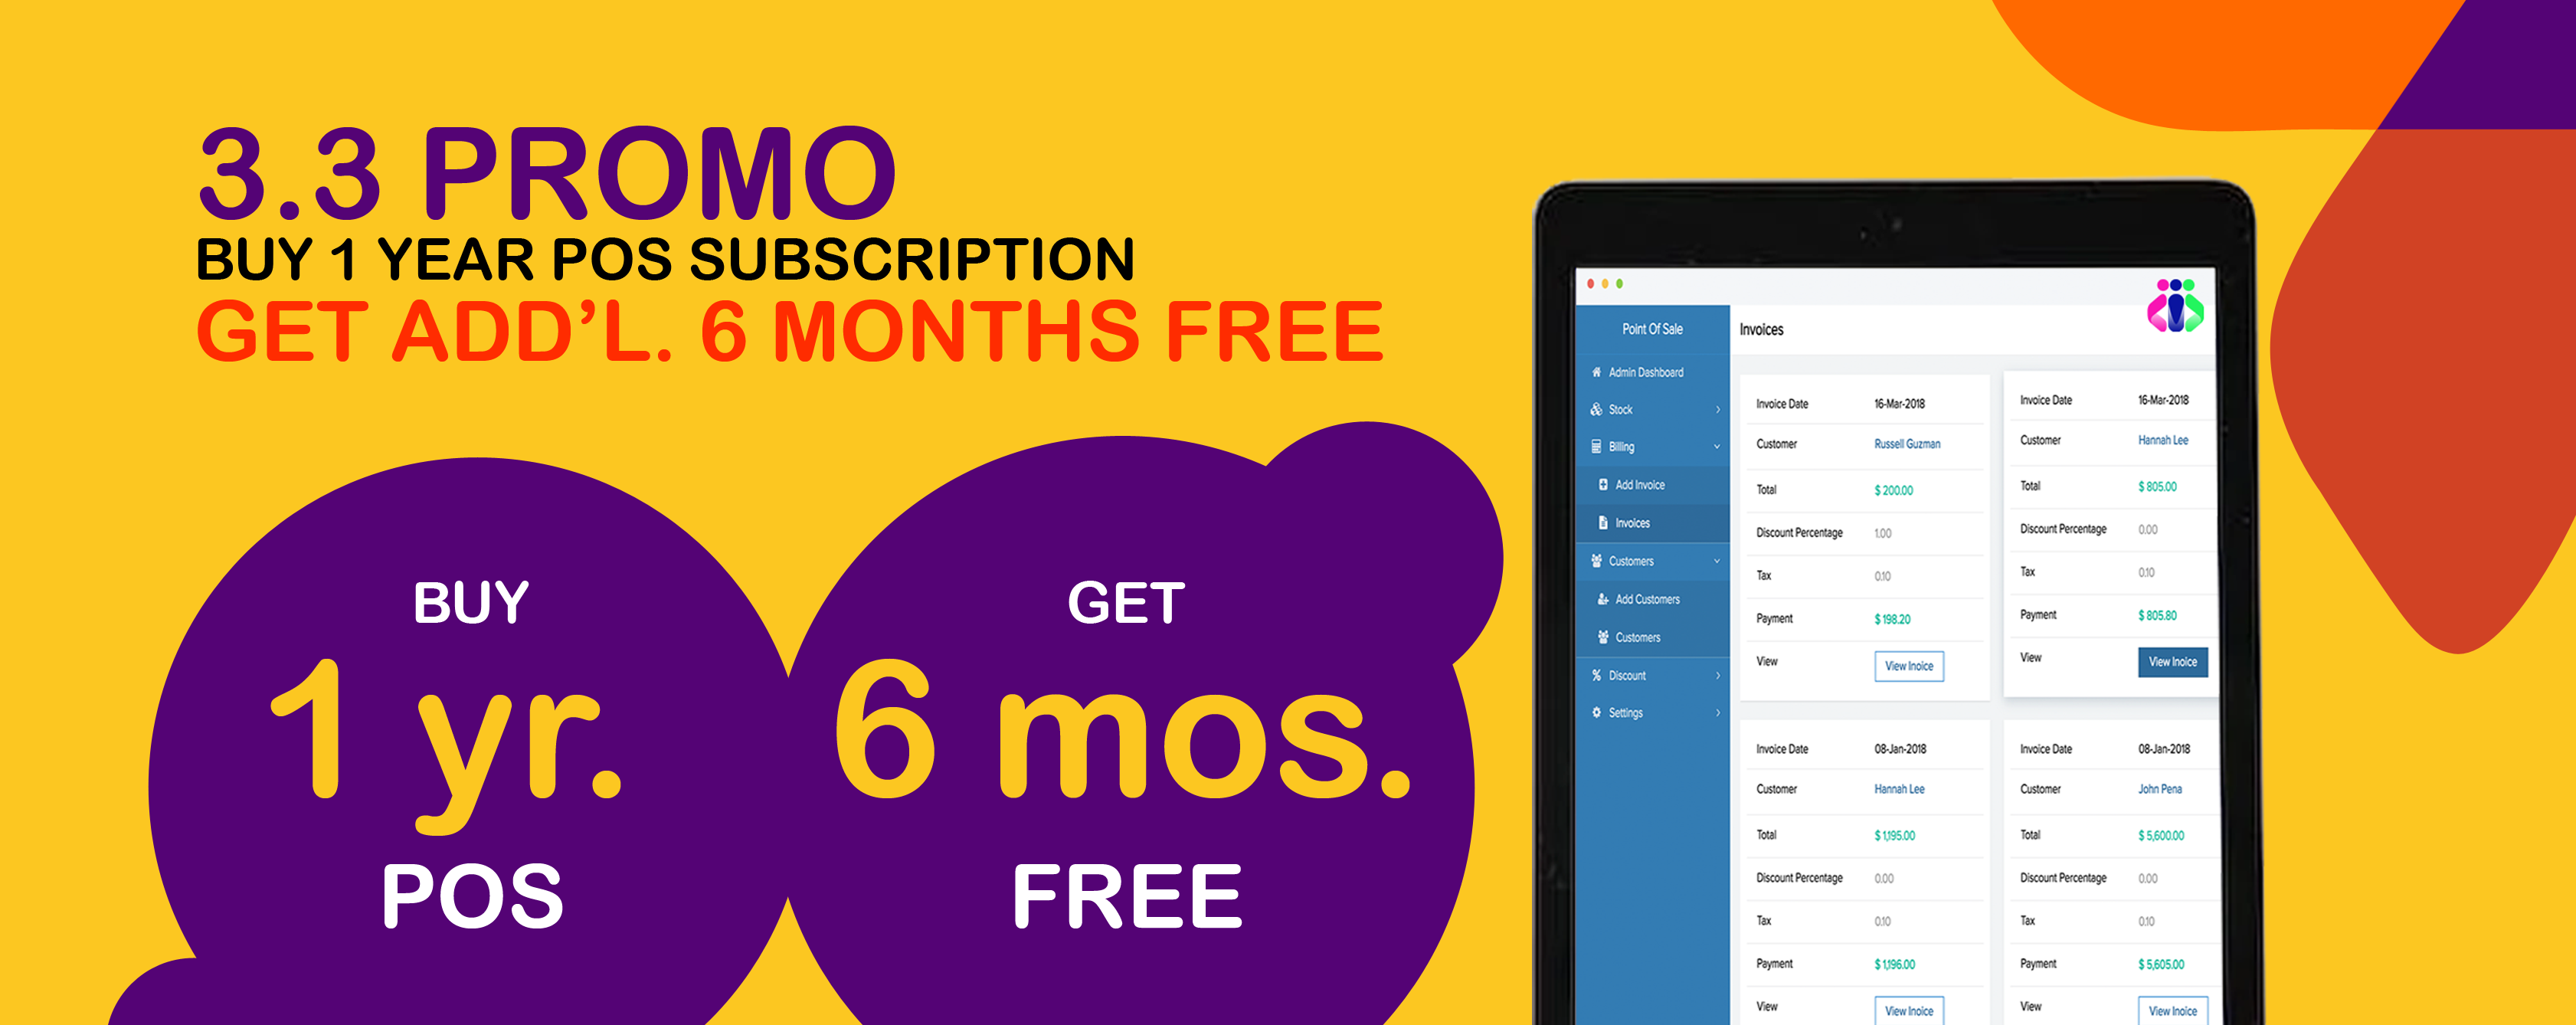 3.3 PROMO
BUY 1 YEAR POS SUBSCRIPTION
GET ADD'L. 6 MONTHS FREE
BUY
1 yr.
POS
GET
6 mos.
FREE
Point Of Sale
Admin Dashboard
Stock
Billing
Add Invoice
Invoices
Customers
Add Customers
Customers
Discount
Settings
Invoices
Invoice Date 16-Mar-2018
Customer Russell Guzman
Total $ 200.00
Discount Percentage 1.00
Tax 0.10
Payment $ 198.20
View View Inoice
Invoice Date 16-Mar-2018
Customer Hannah Lee
Total $ 805.00
Discount Percentage 0.00
Tax 0.10
Payment $ 805.80
View View Inoice
Invoice Date 08-Jan-2018
Customer Hannah Lee
Total $ 1,195.00
Discount Percentage 0.00
Tax 0.10
Payment $ 1,196.00
View View Inoice
Invoice Date 08-Jan-2018
Customer John Pena
Total $ 5,600.00
Discount Percentage 0.00
Tax 0.10
Payment $ 5,605.00
View View Inoice